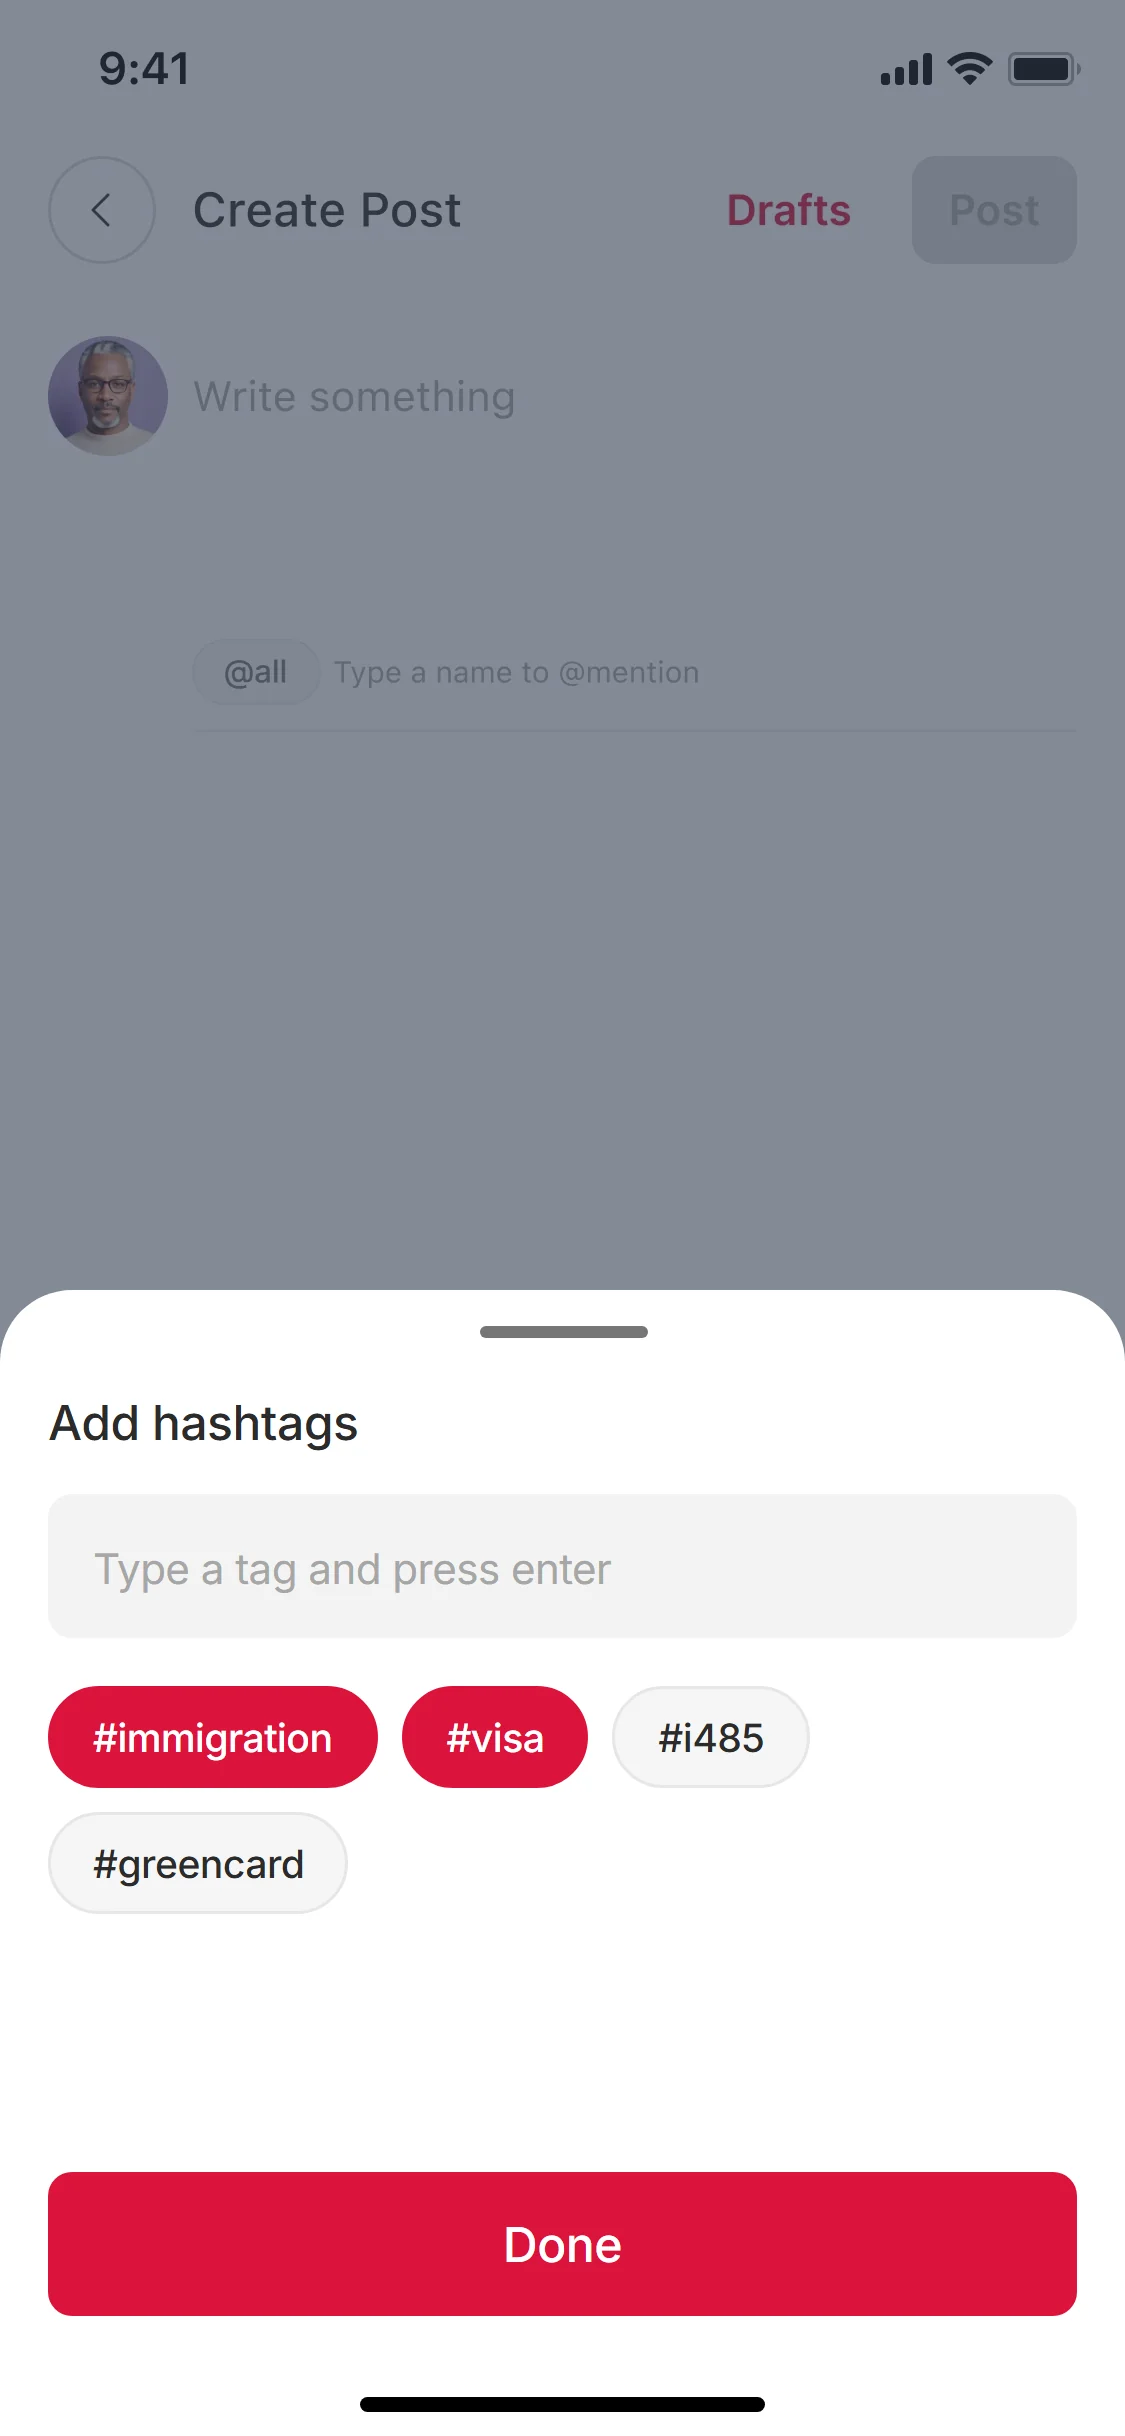 9:41
Create Post Drafts Post
Write something
@all Type a name to @mention
Add hashtags
Type a tag and press enter
#immigration #visa #i485
#greencard
Done